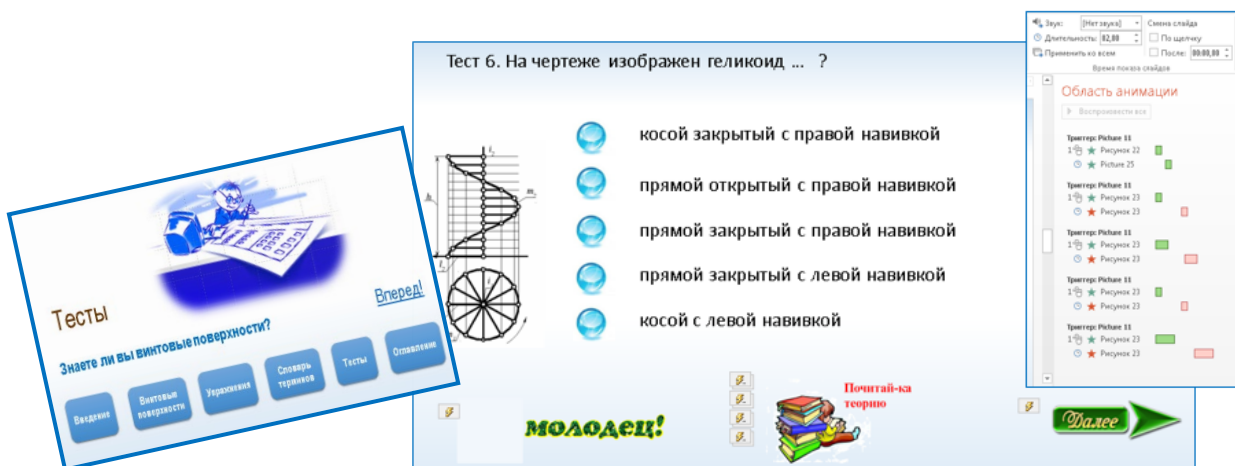 Тесты
Вперед!
Знаете ли вы винтовые поверхности?
Введение
Винтовые
поверхности
Упражнения
Словарь
терминов
Тесты
Оглавление
Тест 6. На чертеже изображен геликоид ... ?
косой закрытый с правой навивкой
прямой открытый с правой навивкой
прямой закрытый с правой навивкой
прямой закрытый с левой навивкой
косой с левой навивкой
молодец!
Почитай-ка
теорию
Далее
Звук: [Нет звука] Смена слайда
Длительность: 02,00 По щелчку
Применить ко всем После: 00:00,00
Время показа слайдов
Область анимации
Воспроизвести все
Триггер: Picture 11
1 Рисунок 22
Picture 25
Триггер: Picture 11
1 Рисунок 23
Рисунок 23
Триггер: Picture 11
1 Рисунок 23
Рисунок 23
Триггер: Picture 11
1 Рисунок 23
Рисунок 23
Триггер: Picture 11
1 Рисунок 23
Рисунок 23